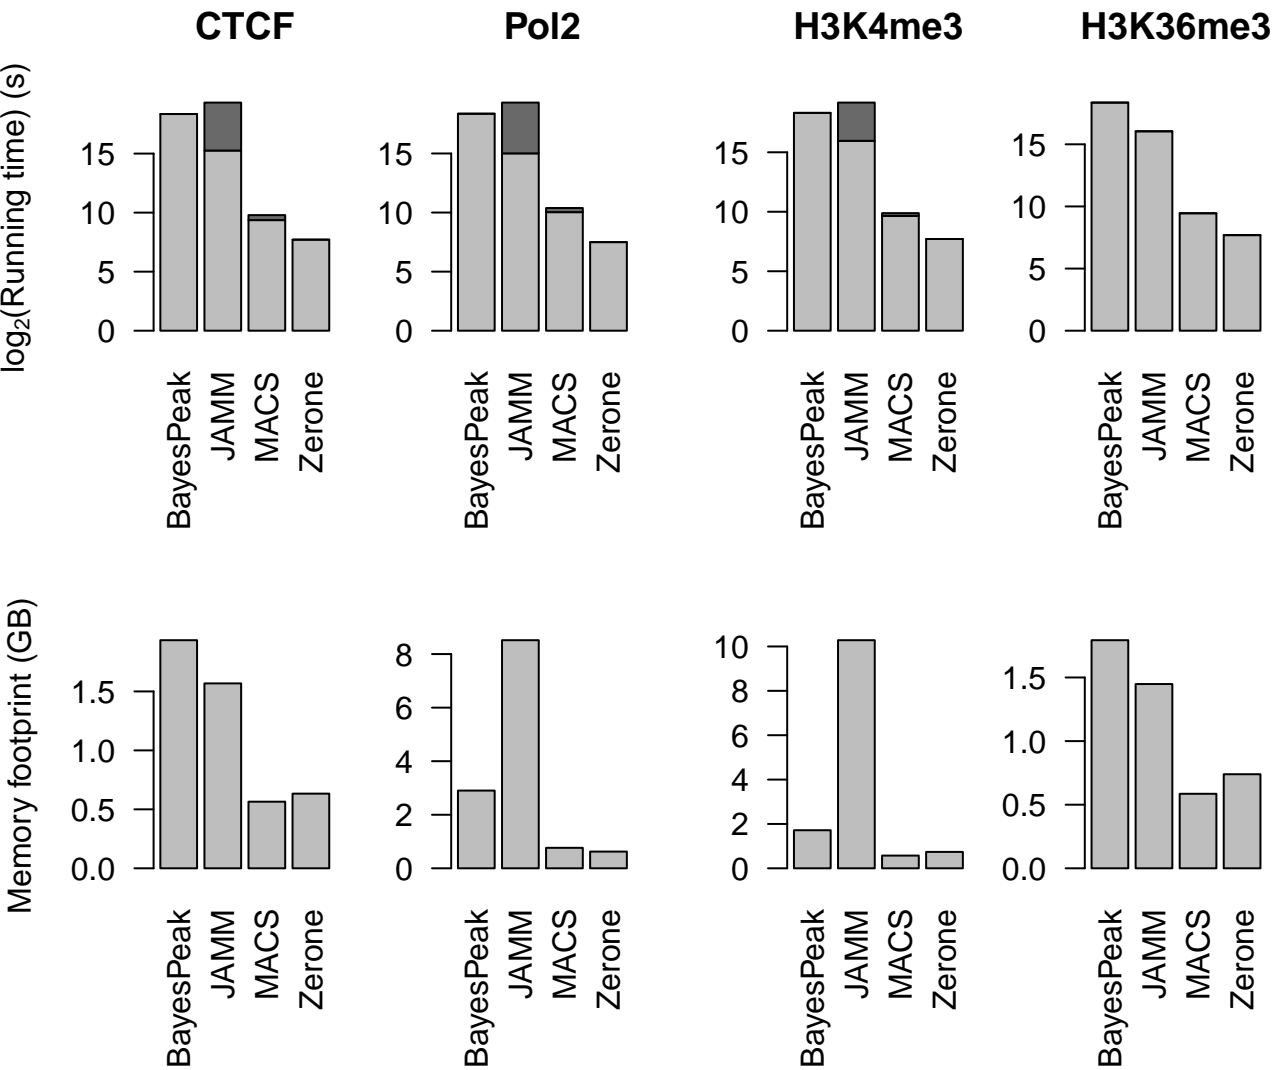 CTCF
Pol2
H3K4me3
H3K36me3
log₂(Running time) (s)
15
10
5
0
BayesPeak
JAMM
MACS
Zerone
15
10
5
0
BayesPeak
JAMM
MACS
Zerone
15
10
5
0
BayesPeak
JAMM
MACS
Zerone
15
10
5
0
BayesPeak
JAMM
MACS
Zerone
Memory footprint (GB)
1.5
1.0
0.5
0.0
BayesPeak
JAMM
MACS
Zerone
8
6
4
2
0
BayesPeak
JAMM
MACS
Zerone
10
8
6
4
2
0
BayesPeak
JAMM
MACS
Zerone
1.5
1.0
0.5
0.0
BayesPeak
JAMM
MACS
Zerone